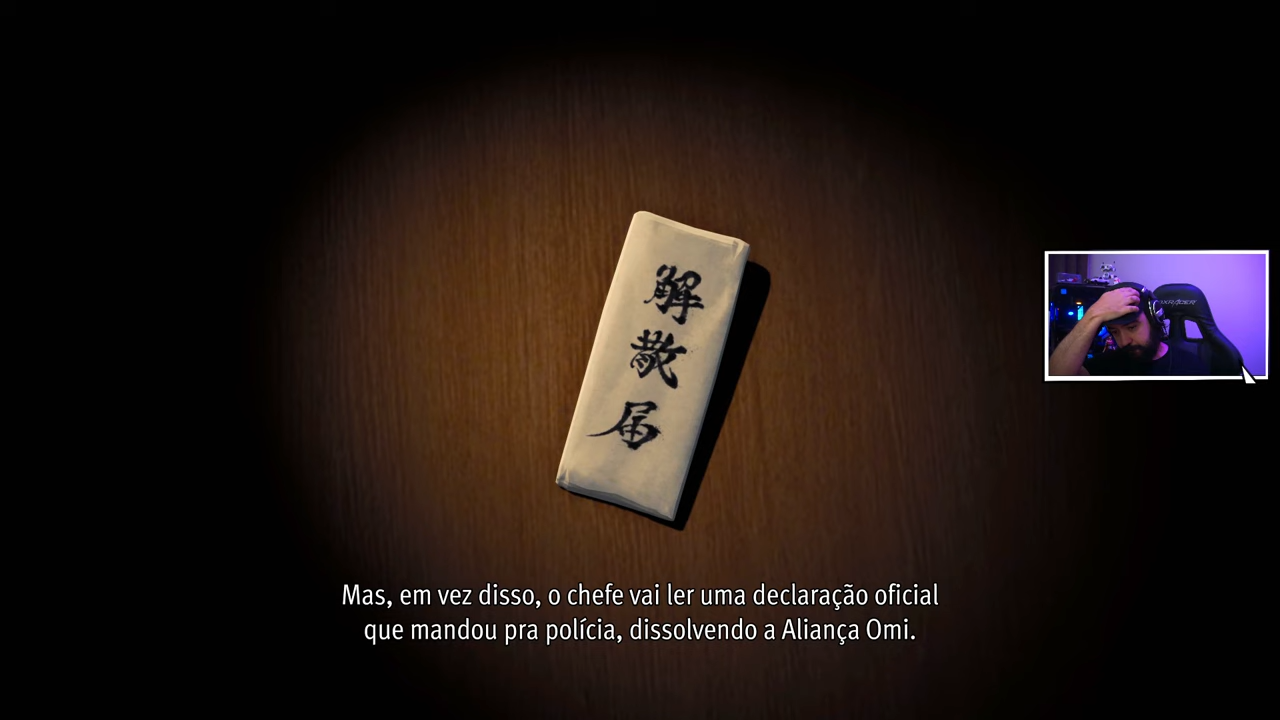 解散届
Mas, em vez disso, o chefe vai ler uma declaração oficial
que mandou pra polícia, dissolvendo a Aliança Omi.